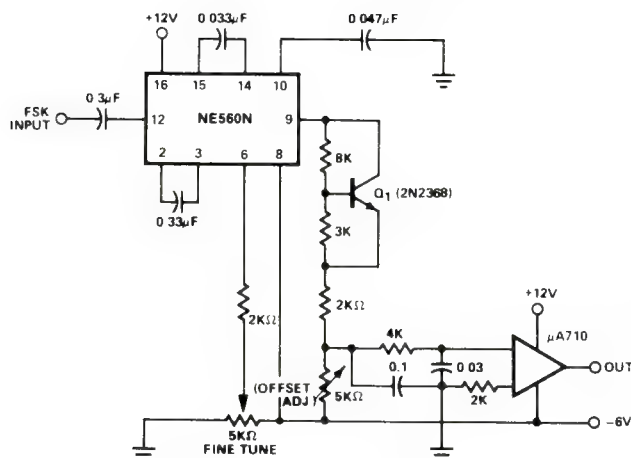 +12V
0 033µF
0 047µF
16
15
14
10
FSK
INPUT
0 3µF
12
NE560N
9
2
3
6
8
0 33µF
8K
Q1 (2N2368)
3K
2KΩ
2KΩ
+12V
µA710
4K
0.1
0 03
OUT
(OFFSET
ADJ)
5KΩ
2K
5KΩ
FINE TUNE
−6V